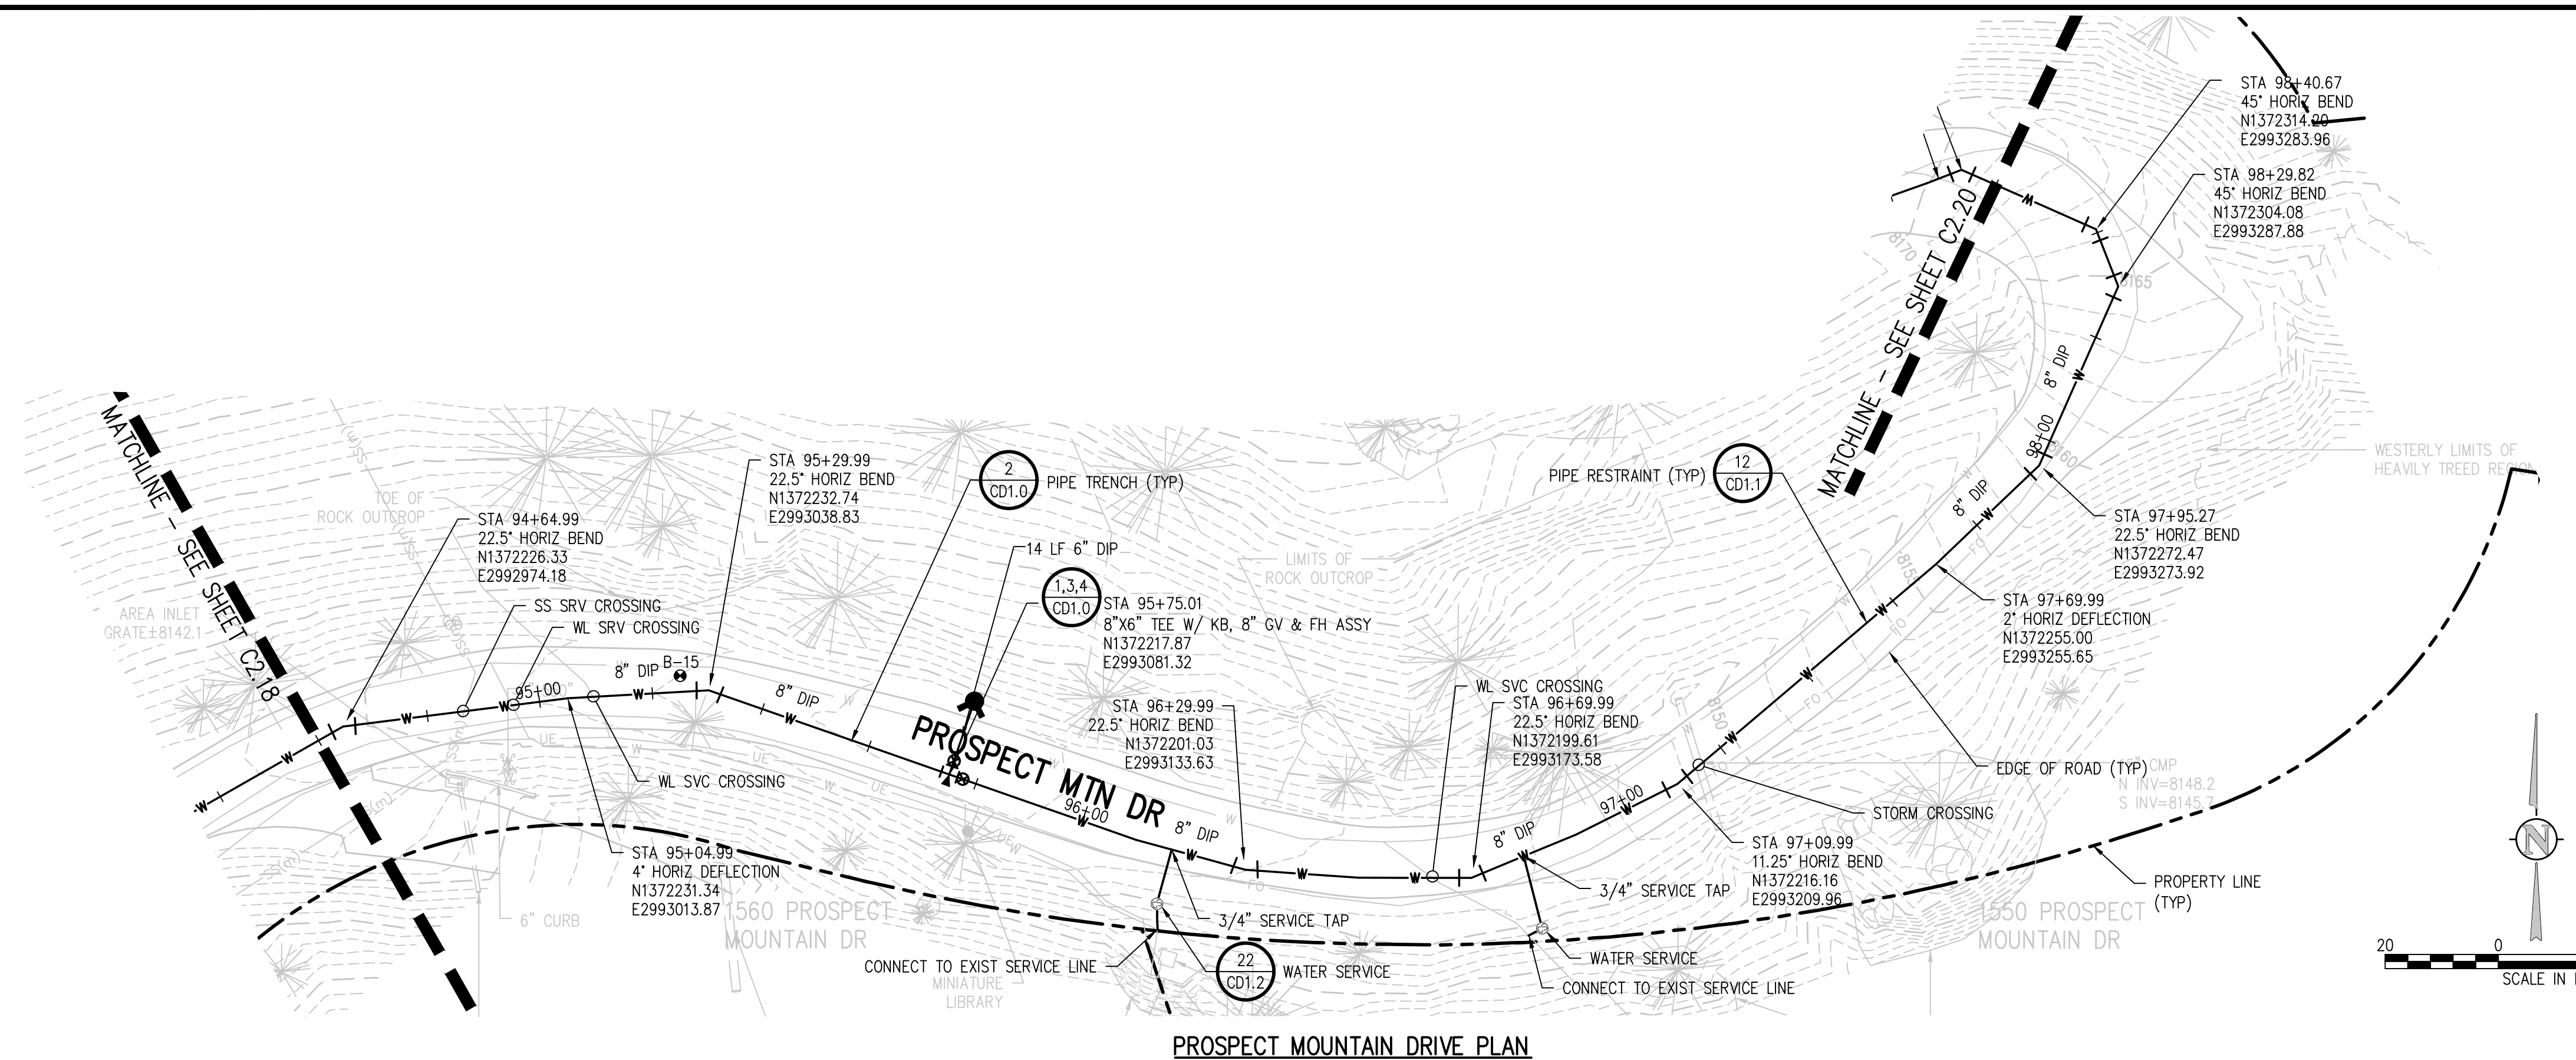 STA 98+40.67
45° HORIZ BEND
N1372314.20
E2993283.96
STA 98+29.82
45° HORIZ BEND
N1372304.08
E2993287.88
MATCHLINE - SEE SHEET C2.20
8170
8165
W
8" DIP
98+00
8160
WESTERLY LIMITS OF
HEAVILY TREED REGION
MATCHLINE - SEE SHEET C2.18
STA 95+29.99
22.5° HORIZ BEND
N1372232.74
E2993038.83
2
CD1.0
PIPE TRENCH (TYP)
PIPE RESTRAINT (TYP)
12
CD1.1
8" DIP
TOE OF
ROCK OUTCROP
STA 94+64.99
22.5° HORIZ BEND
N1372226.33
E2992974.18
14 LF 6" DIP
LIMITS OF
ROCK OUTCROP
STA 97+95.27
22.5° HORIZ BEND
N1372272.47
E2993273.92
1,3,4
CD1.0
STA 95+75.01
8"X6" TEE W/ KB, 8" GV & FH ASSY
N1372217.87
E2993081.32
8155
FO
STA 97+69.99
2° HORIZ DEFLECTION
N1372255.00
E2993255.65
AREA INLET
GRATE±8142.1
SS SRV CROSSING
WL SRV CROSSING
8" DIP
B-15
95+00
8" DIP
WL SVC CROSSING
STA 96+69.99
22.5° HORIZ BEND
N1372199.61
E2993173.58
STA 96+29.99
22.5° HORIZ BEND
N1372201.03
E2993133.63
8150
PROSPECT MTN DR
UE
W
WL SVC CROSSING
EDGE OF ROAD (TYP)
CMP
N INV=8148.2
S INV=8145.7
96+00
8" DIP
97+00
8" DIP
STORM CROSSING
STA 95+04.99
4° HORIZ DEFLECTION
N1372231.34
E2993013.87
STA 97+09.99
11.25° HORIZ BEND
N1372216.16
E2993209.96
N
3/4" SERVICE TAP
PROPERTY LINE
(TYP)
6" CURB
1560 PROSPECT
MOUNTAIN DR
3/4" SERVICE TAP
1550 PROSPECT
MOUNTAIN DR
CONNECT TO EXIST SERVICE LINE
22
CD1.2
WATER SERVICE
WATER SERVICE
CONNECT TO EXIST SERVICE LINE
MINIATURE
LIBRARY
20
0
SCALE IN
PROSPECT MOUNTAIN DRIVE PLAN